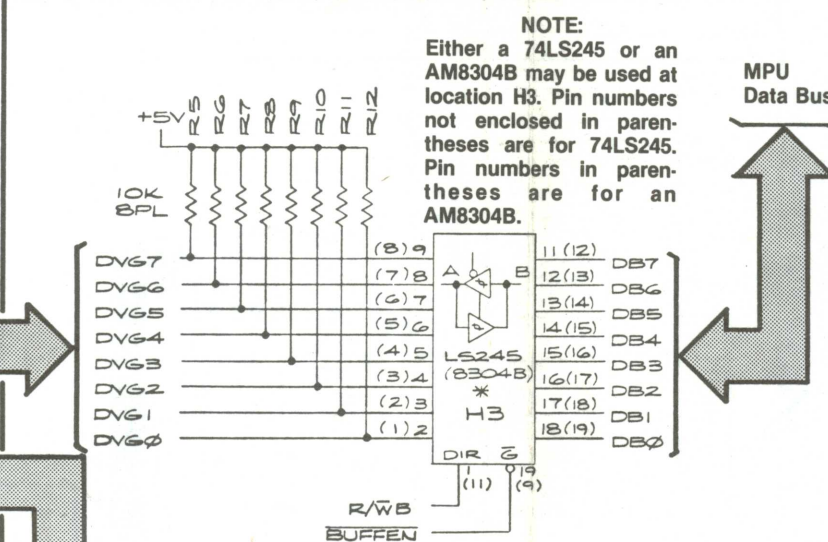 NOTE:
Either a 74LS245 or an
AM8304B may be used at
location H3. Pin numbers
not enclosed in paren-
theses are for 74LS245.
Pin numbers in paren-
theses are for an
AM8304B.
MPU
Data Bus
+5V
R5
R6
R7
R8
R9
R10
R11
R12
10K
8PL
DVG7
DVG6
DVG5
DVG4
DVG3
DVG2
DVG1
DVGØ
(8) 9
(7) 8
(6) 7
(5) 6
(4) 5
(3) 4
(2) 3
(1) 2
A
B
LS245
(8304B)
*
H3
DIR G̅
11 (12)
12 (13)
13 (14)
14 (15)
15 (16)
16 (17)
17 (18)
18 (19)
DB7
DB6
DB5
DB4
DB3
DB2
DB1
DBØ
1
(11)
19
(9)
R/W̅B
B̅U̅F̅F̅E̅N̅